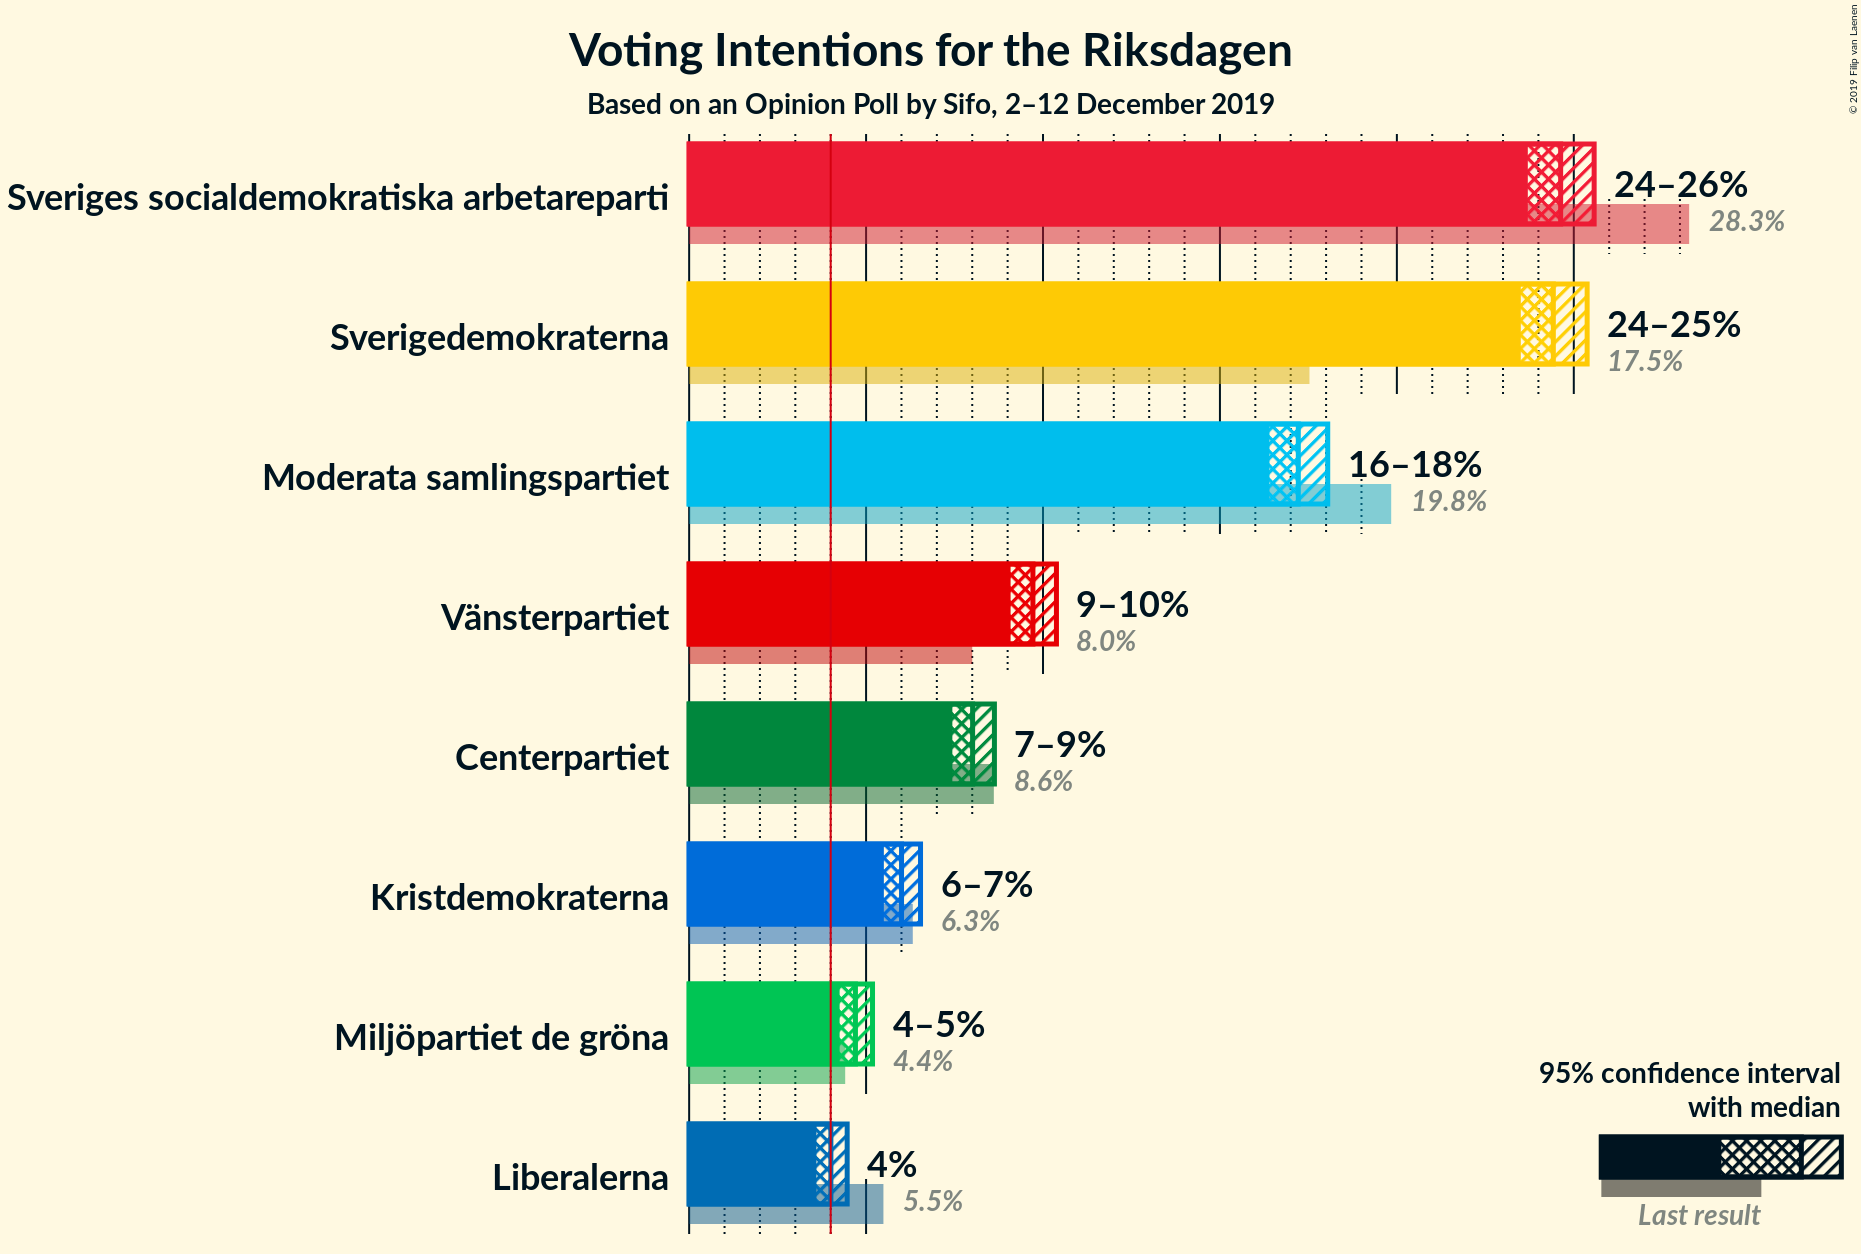 Voting Intentions for the Riksdagen
Based on an Opinion Poll by Sifo, 2–12 December 2019
© 2019 Filip van Laenen
Sveriges socialdemokratiska arbetareparti
24–26%
28.3%
Sverigedemokraterna
24–25%
17.5%
Moderata samlingspartiet
16–18%
19.8%
Vänsterpartiet
9–10%
8.0%
Centerpartiet
7–9%
8.6%
Kristdemokraterna
6–7%
6.3%
Miljöpartiet de gröna
4–5%
4.4%
Liberalerna
4%
5.5%
95% confidence interval
with median
Last result